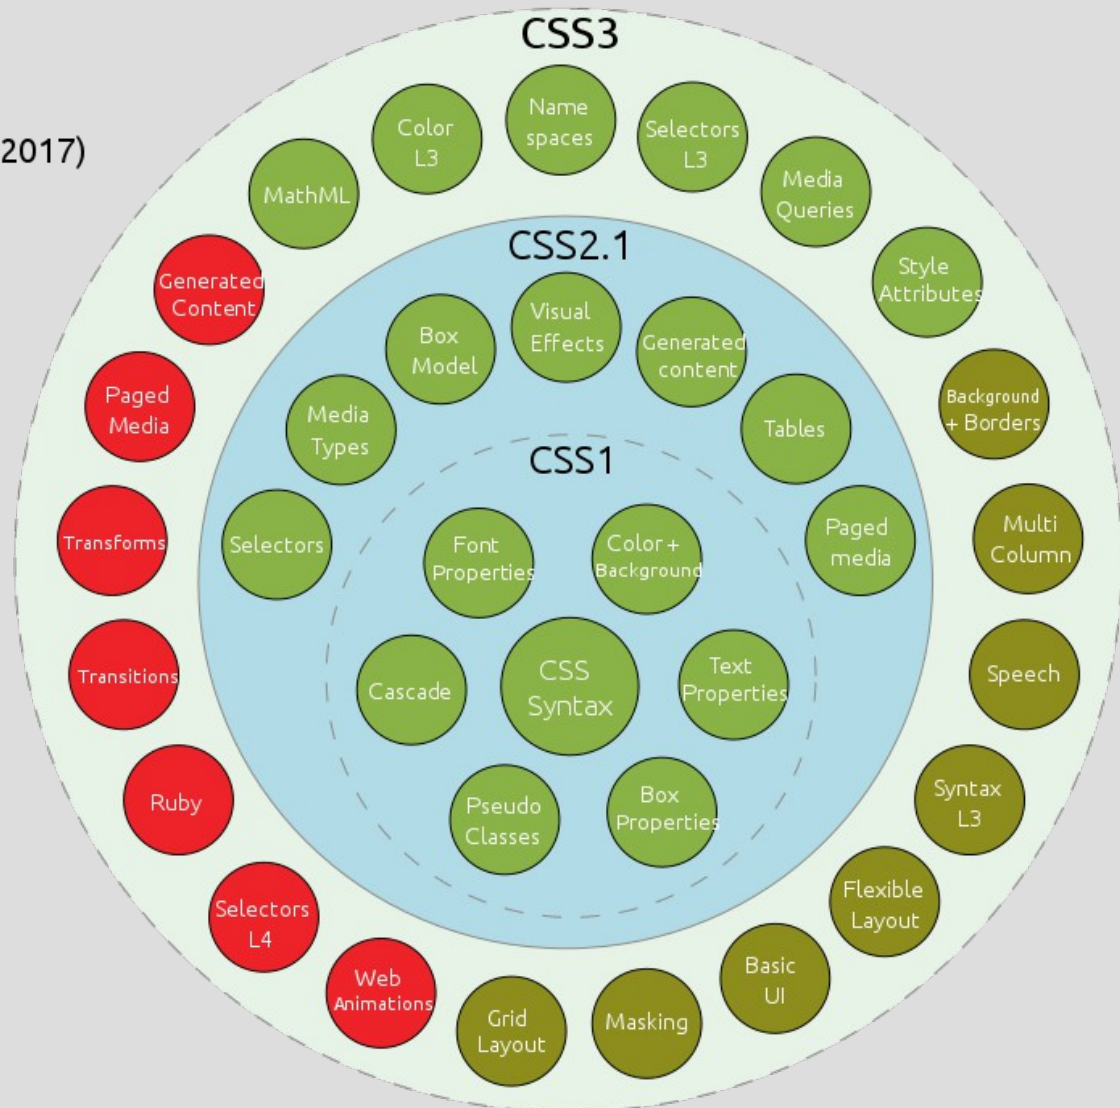 CSS3
2017)
Name
spaces
Color
L3
Selectors
L3
MathML
Media
Queries
Generated
Content
Style
Attributes
Paged
Media
Background
+ Borders
Transforms
Multi
Column
Transitions
Speech
Ruby
Syntax
L3
Selectors
L4
Flexible
Layout
Web
Animations
Basic
UI
Grid
Layout
Masking
CSS2.1
Visual
Effects
Box
Model
Generated
content
Media
Types
Tables
Selectors
Paged
media
CSS1
Font
Properties
Color +
Background
Cascade
CSS
Syntax
Text
Properties
Pseudo
Classes
Box
Properties